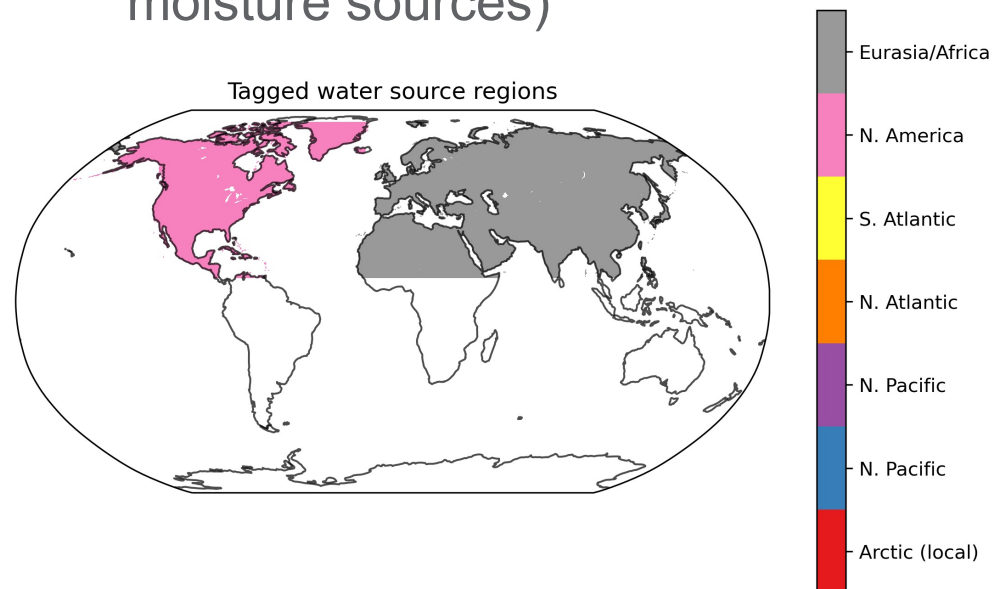 moisture sources)
Tagged water source regions
Eurasia/Africa
N. America
S. Atlantic
N. Atlantic
N. Pacific
N. Pacific
Arctic (local)